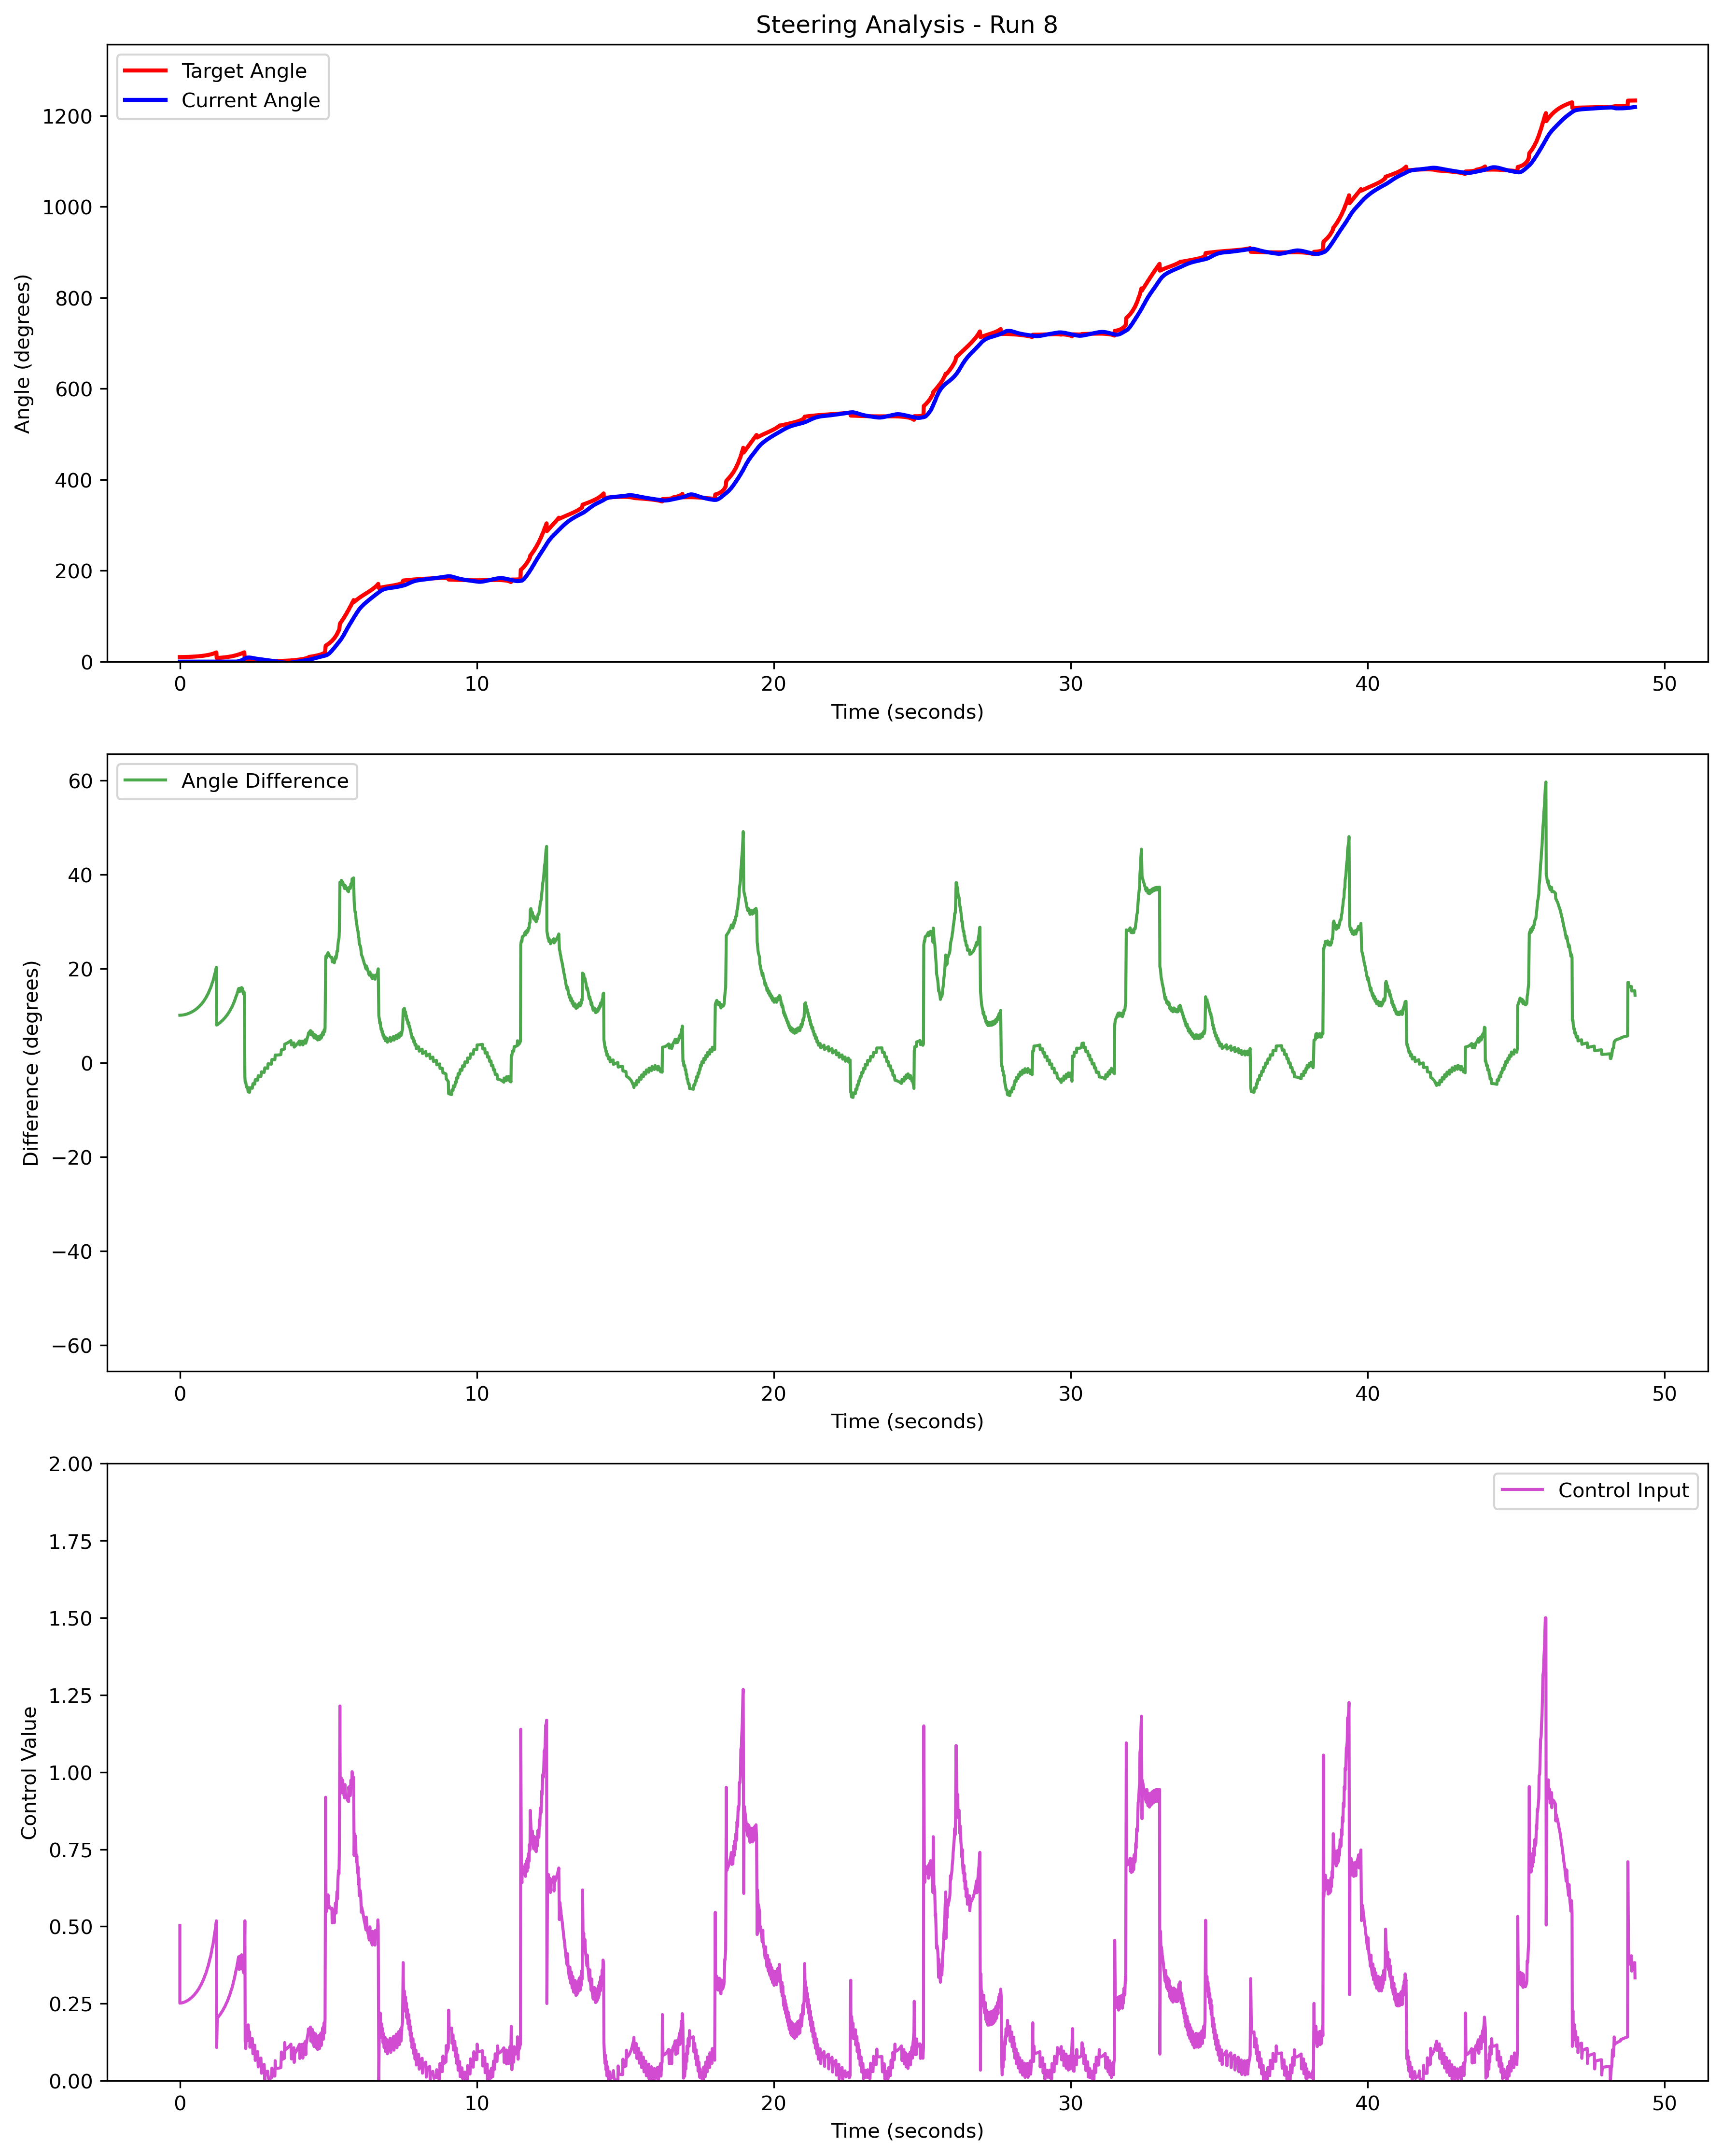 Steering Analysis - Run 8
Target Angle
Current Angle
Angle (degrees)
1200
1000
800
600
400
200
0
0 10 20 30 40 50
Time (seconds)
Angle Difference
Difference (degrees)
60
40
20
0
−20
−40
−60
0 10 20 30 40 50
Time (seconds)
Control Input
Control Value
2.00
1.75
1.50
1.25
1.00
0.75
0.50
0.25
0.00
0 10 20 30 40 50
Time (seconds)